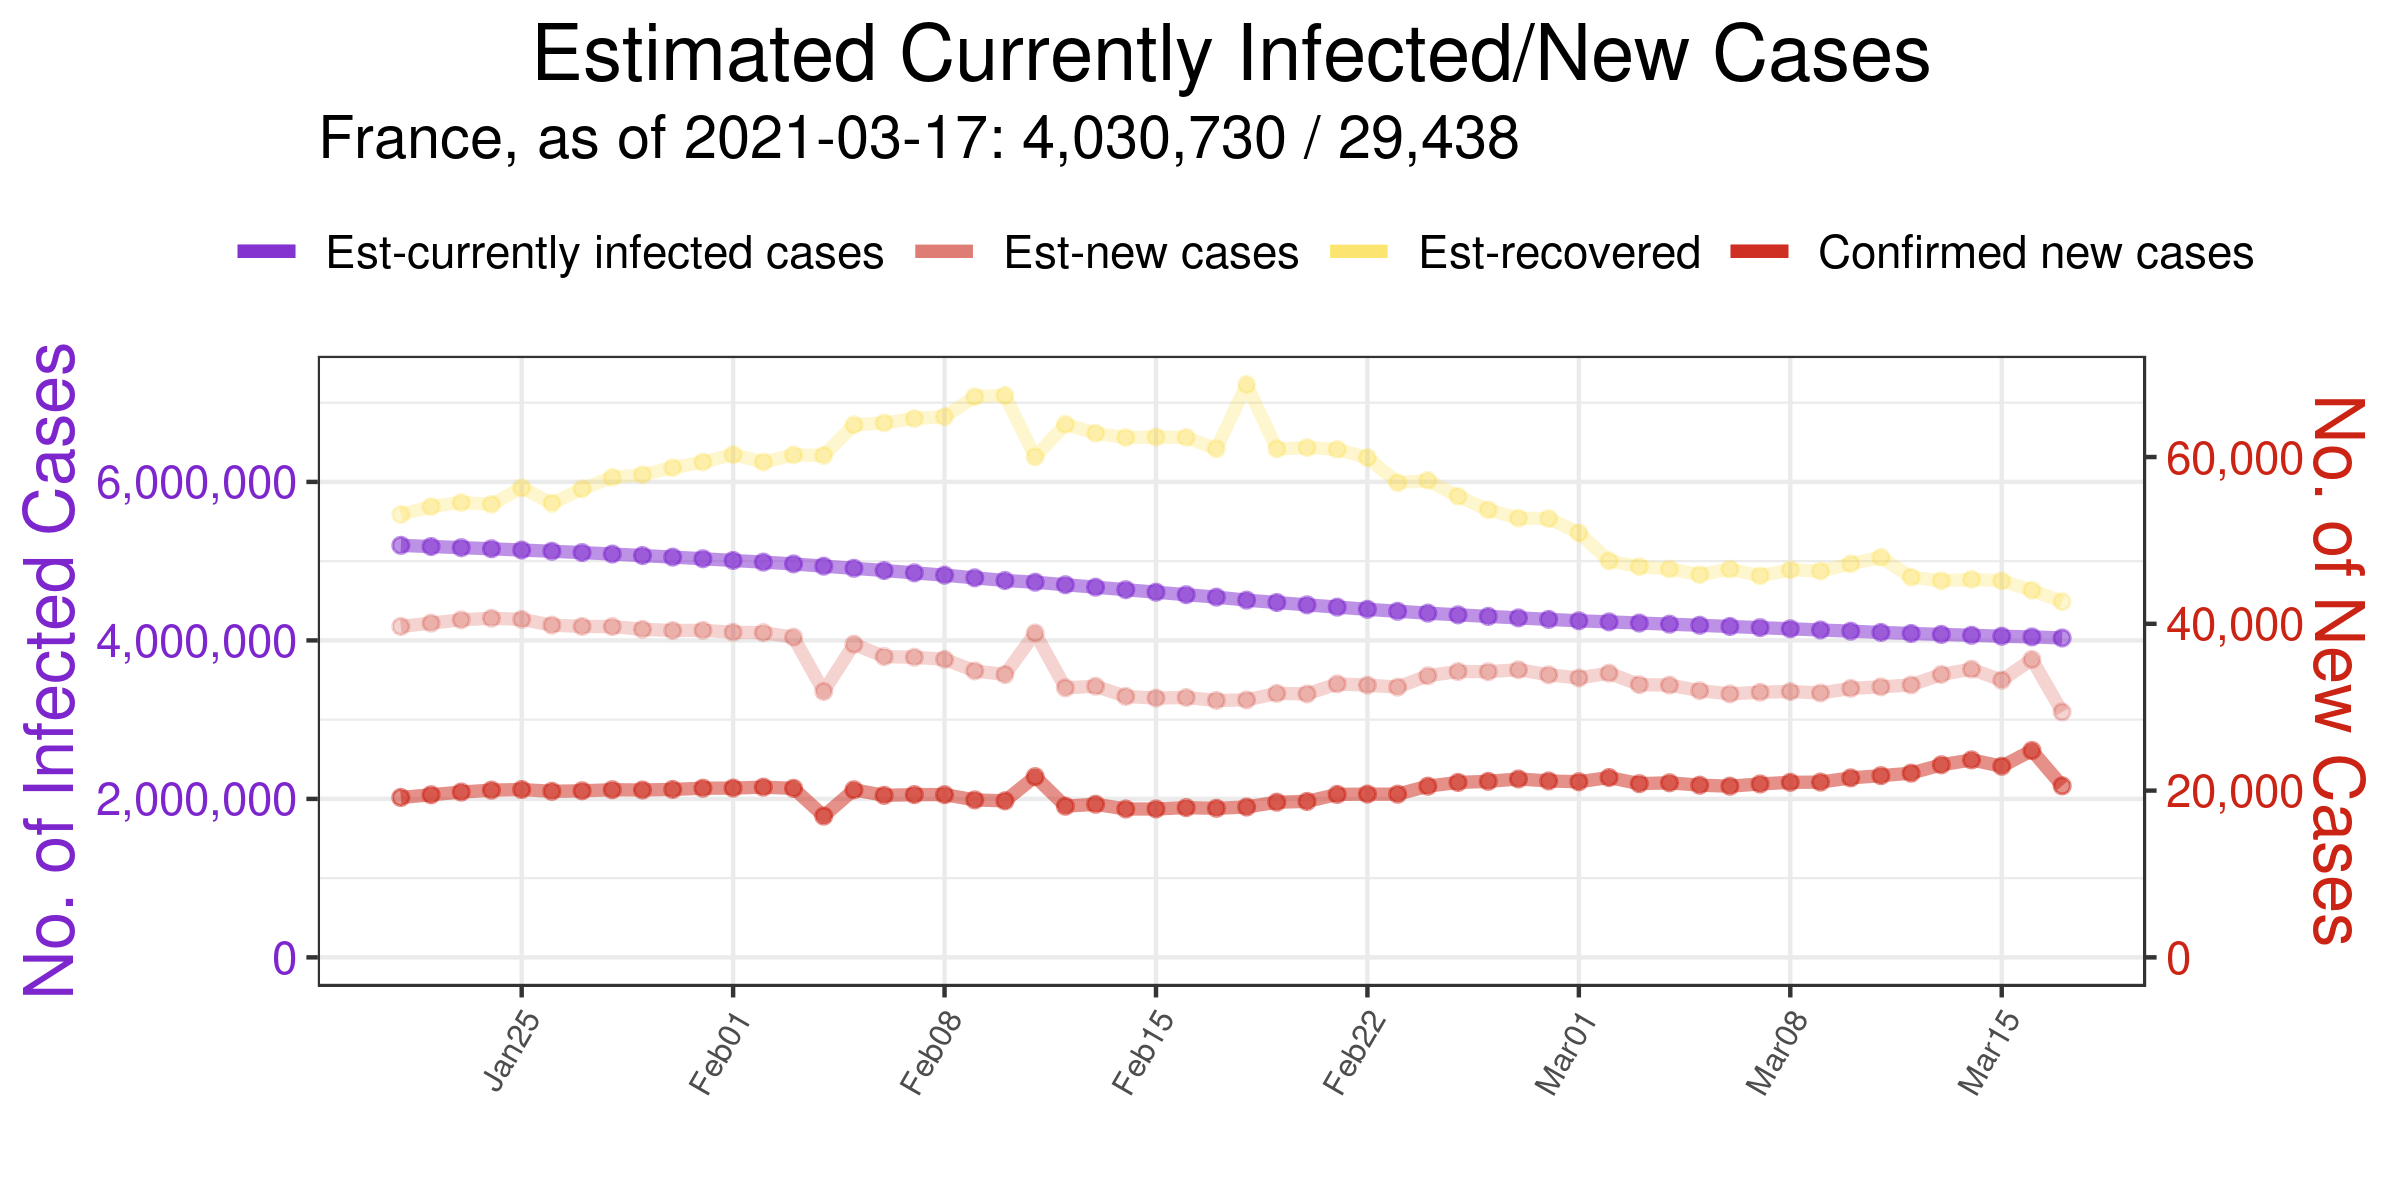 Estimated Currently Infected/New Cases
France, as of 2021-03-17: 4,030,730 / 29,438
Est-currently infected cases Est-new cases Est-recovered Confirmed new cases
No. of Infected Cases
6,000,000
4,000,000
2,000,000
0
60,000
40,000
20,000
0
No. of New Cases
Jan25 Feb01 Feb08 Feb15 Feb22 Mar01 Mar08 Mar15